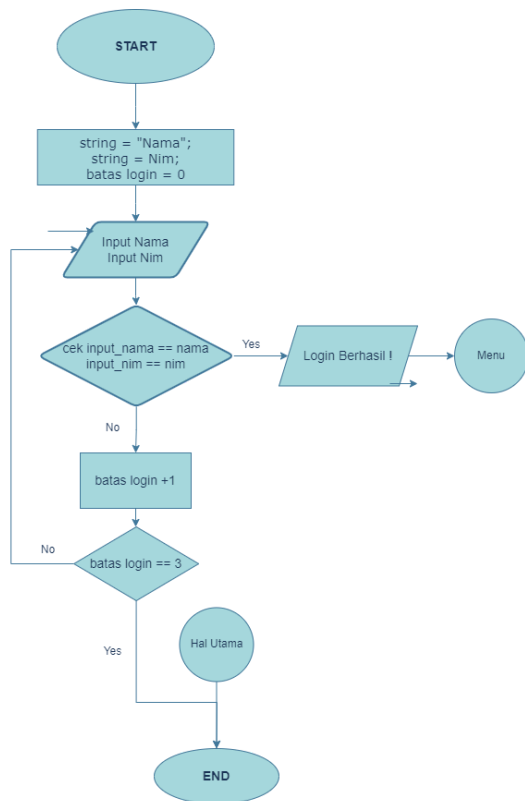 START
string = "Nama";
string = Nim;
batas login = 0
Input Nama
Input Nim
cek input_nama == nama
input_nim == nim
Yes
Login Berhasil !
Menu
No
batas login +1
batas login == 3
No
Yes
Hal Utama
END